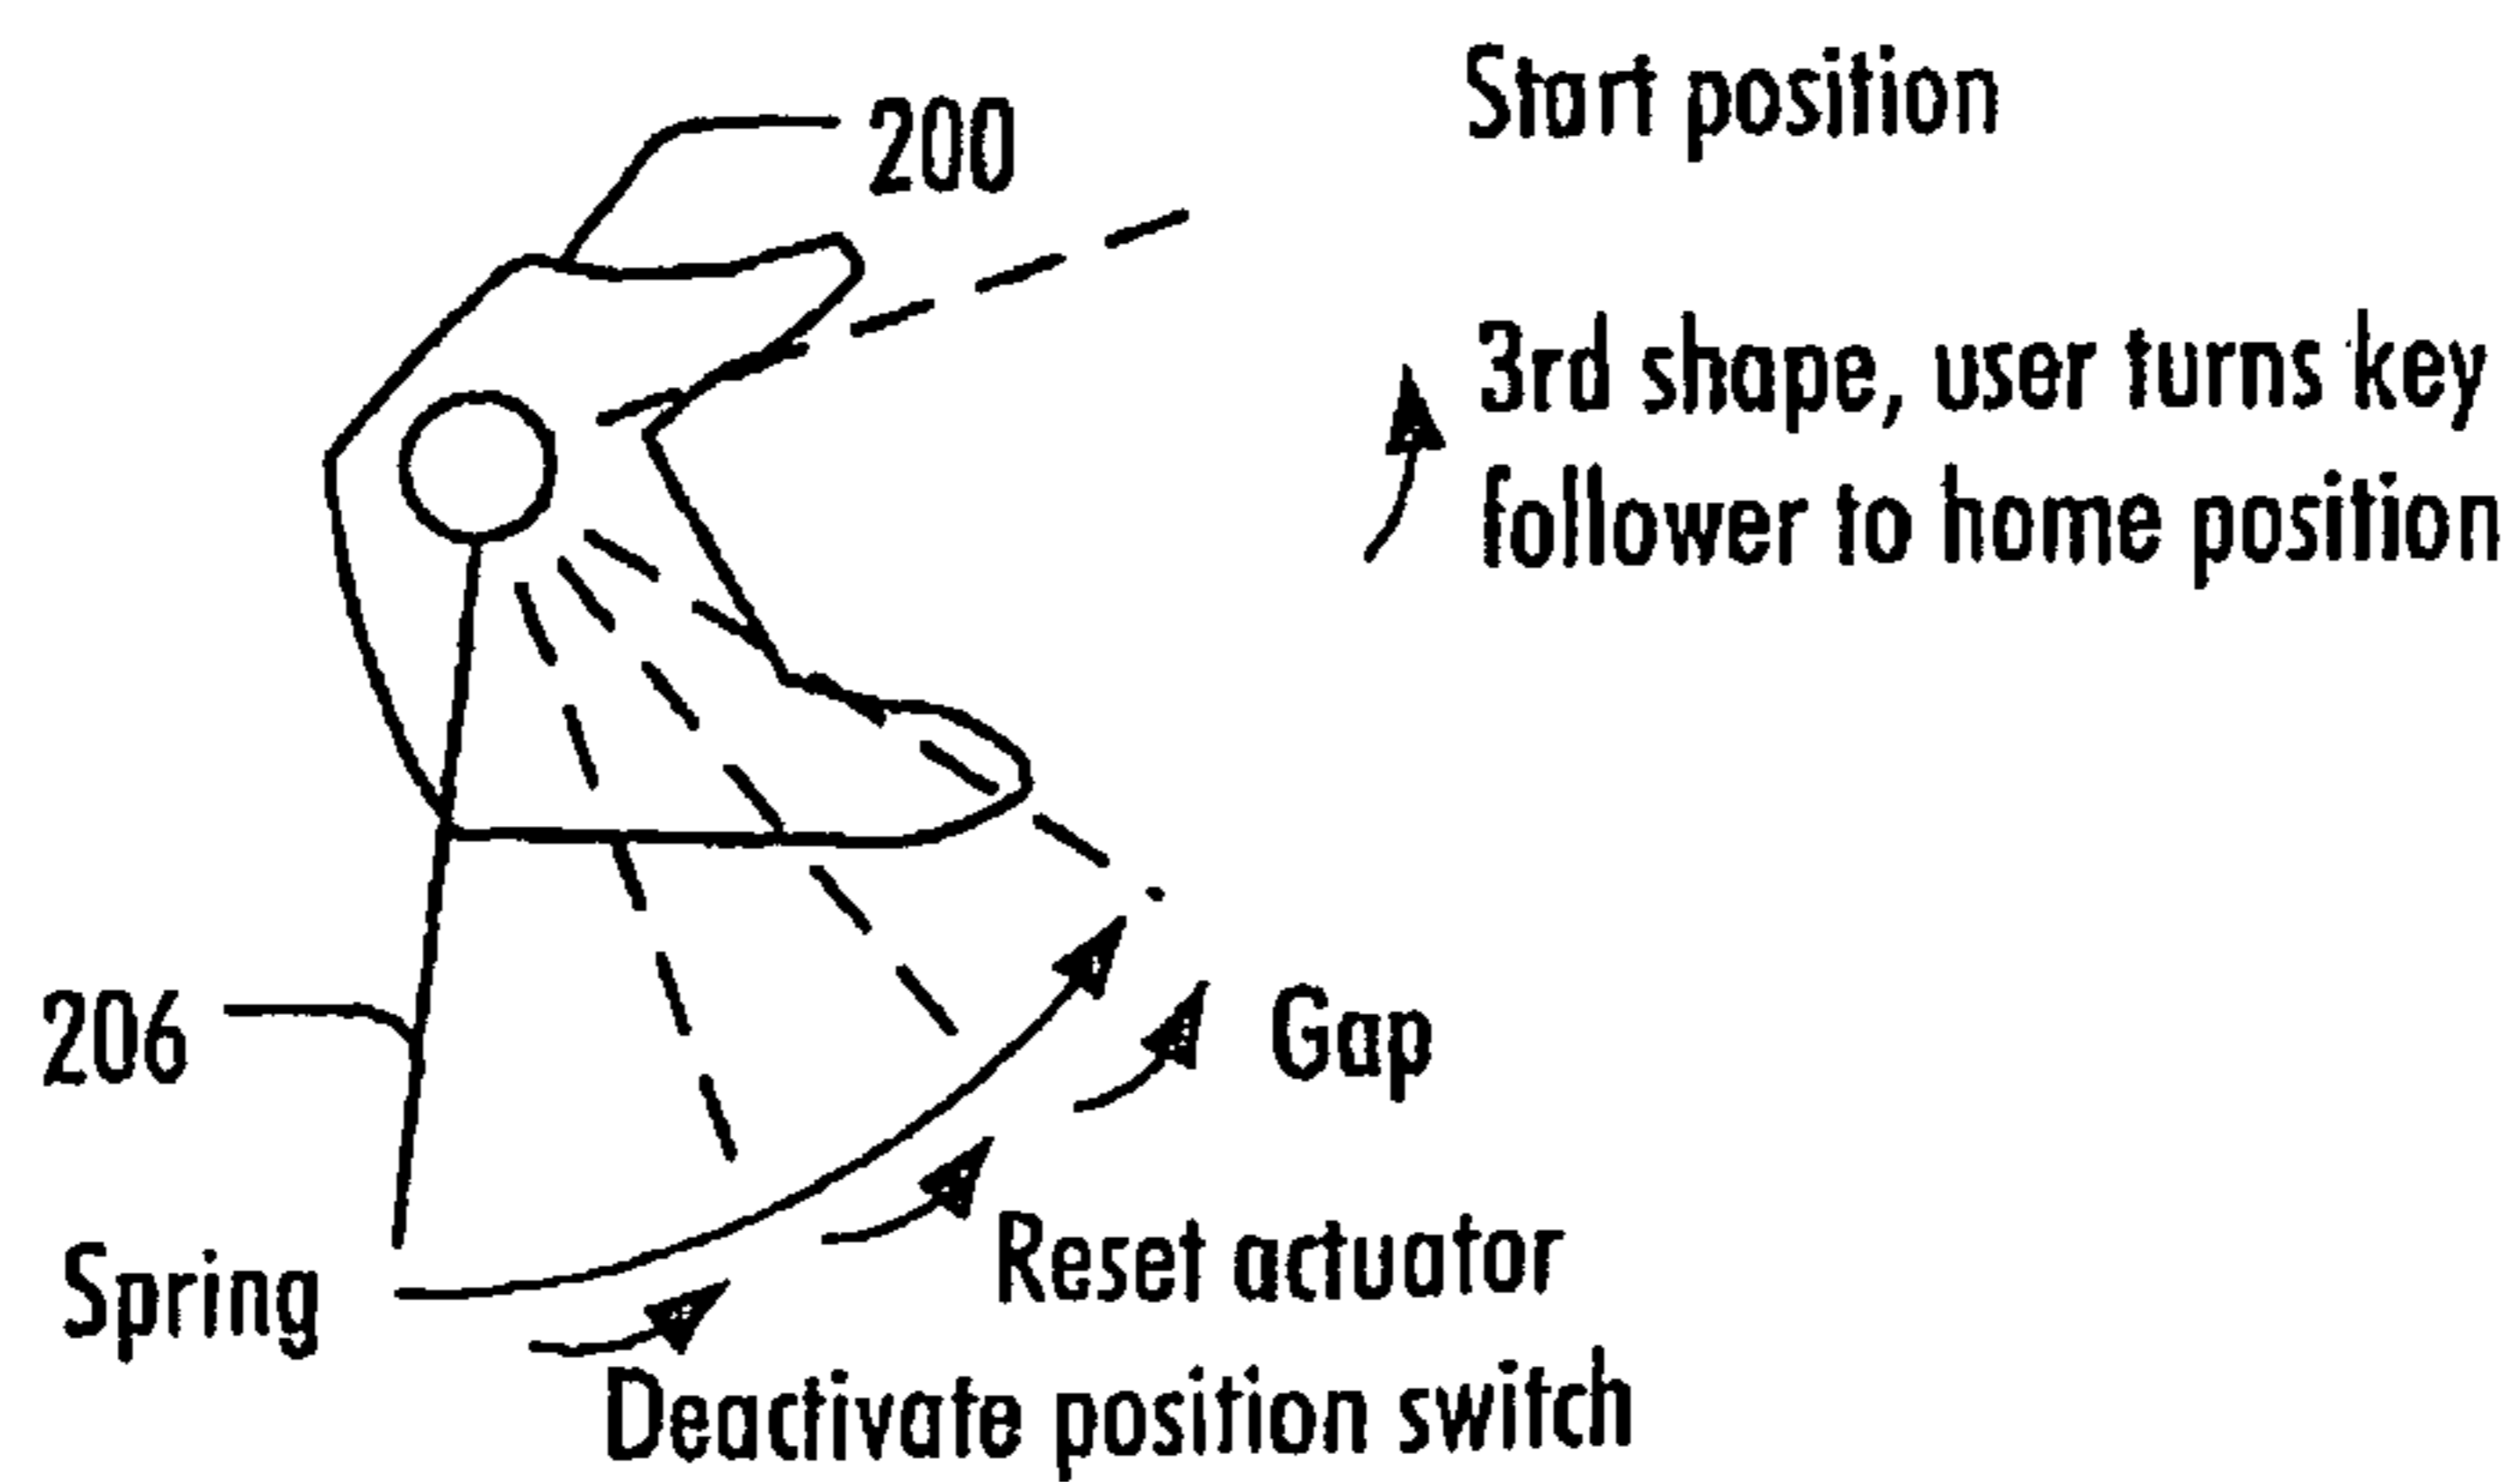 200
Start position
3rd shape, user turns key
follower to home position
206
Gap
Spring
Reset actuator
Deactivate position switch